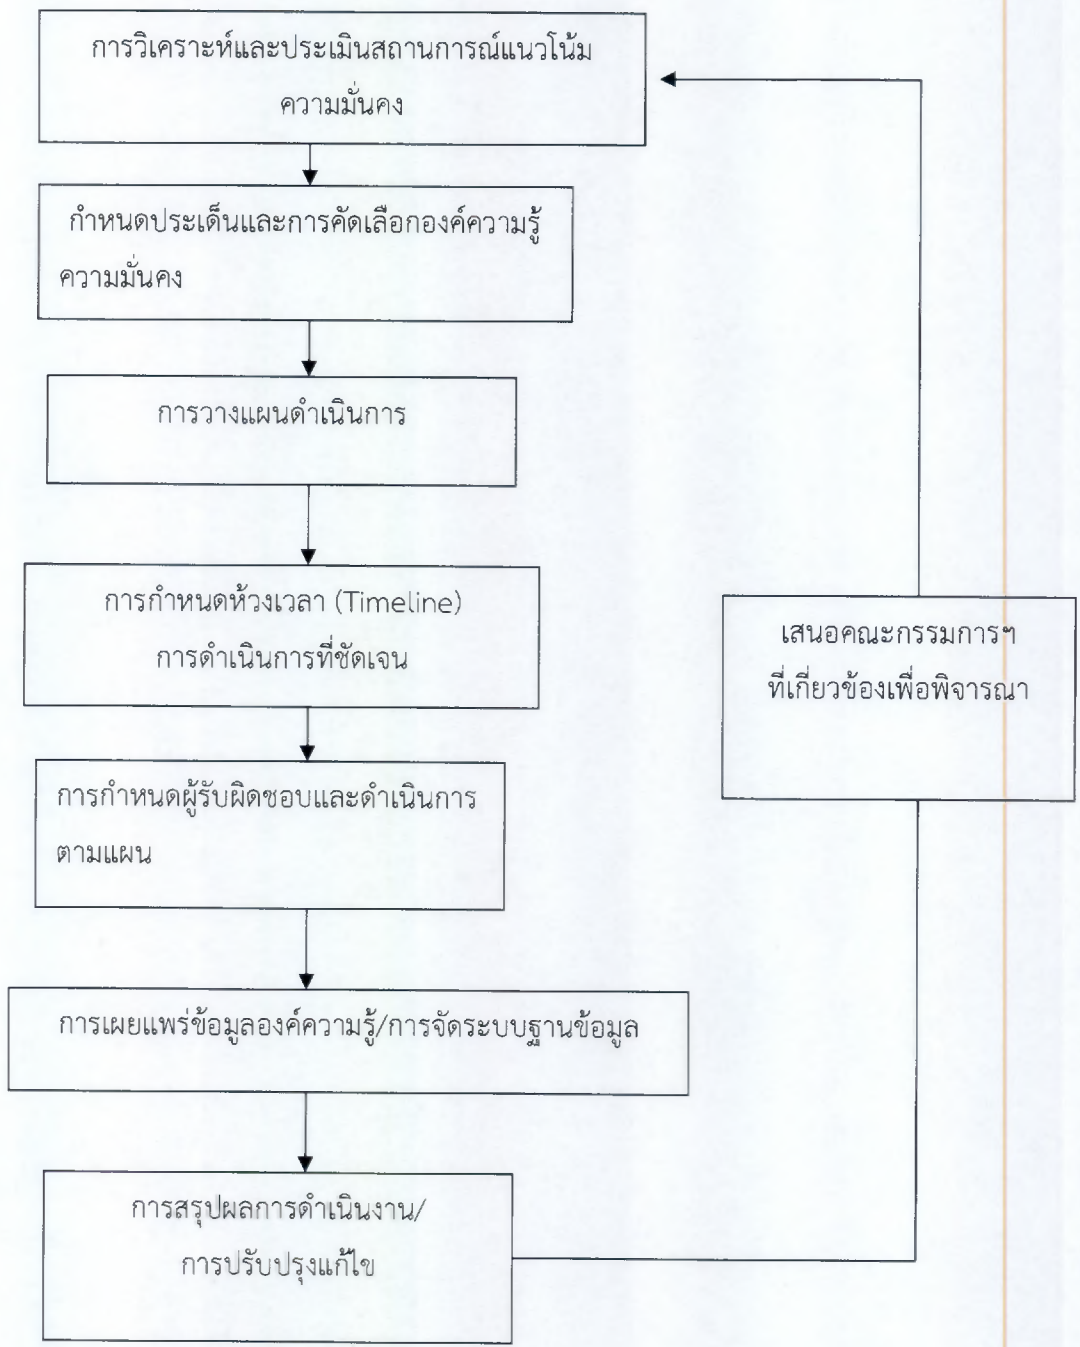 การวิเคราะห์และประเมินสถานการณ์แนวโน้ม
ความมั่นคง
กำหนดประเด็นและการคัดเลือกองค์ความรู้
ความมั่นคง
การวางแผนดำเนินการ
การกำหนดห้วงเวลา (Timeline)
การดำเนินการที่ชัดเจน
เสนอคณะกรรมการฯ
ที่เกี่ยวข้องเพื่อพิจารณา
การกำหนดผู้รับผิดชอบและดำเนินการ
ตามแผน
การเผยแพร่ข้อมูลองค์ความรู้/การจัดระบบฐานข้อมูล
การสรุปผลการดำเนินงาน/
การปรับปรุงแก้ไข